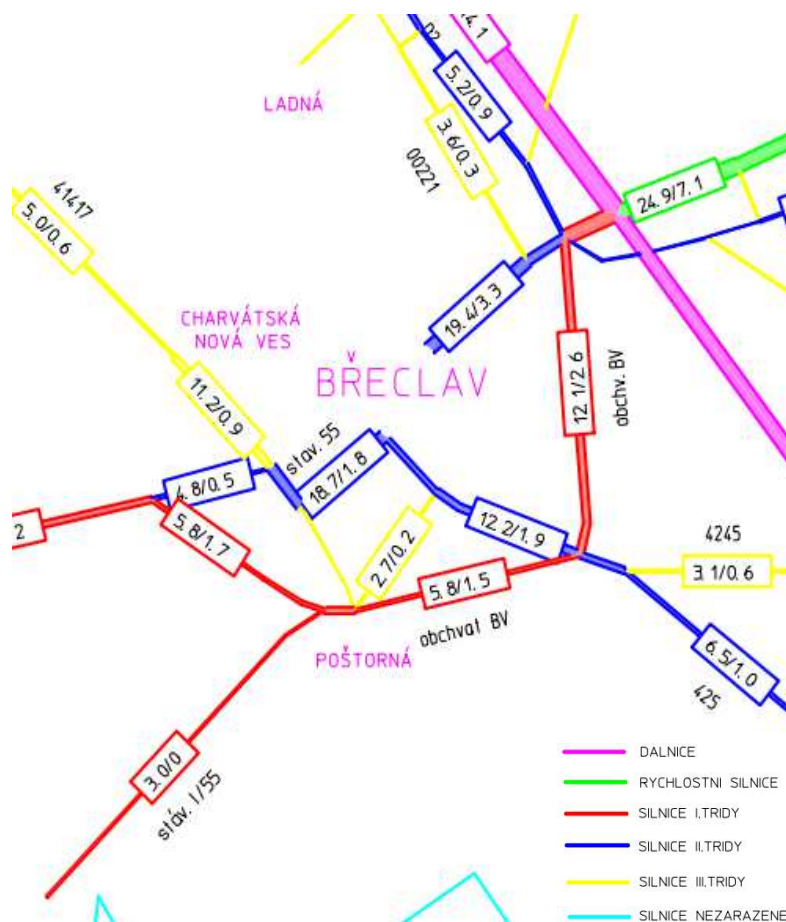 4.1
D2
5.2/0.9
LADNÁ
3.6/0.3
00221
24.9/7.1
41417
5.0/0.6
19.4/3.3
CHARVÁTSKÁ
NOVÁ VES
BŘECLAV
12.1/2.6
obchv. BV
11.2/0.9
stav. 55
18.7/1.8
4.8/0.5
12.2/1.9
2
5.8/1.7
2.7/0.2
4245
3.1/0.6
5.8/1.5
obchvat BV
POŠTORNÁ
6.5/1.0
425
3.0/0
stáv. I/55
DALNICE
RYCHLOSTNI SILNICE
SILNICE I.TRIDY
SILNICE II.TRIDY
SILNICE III.TRIDY
SILNICE NEZARAZENE